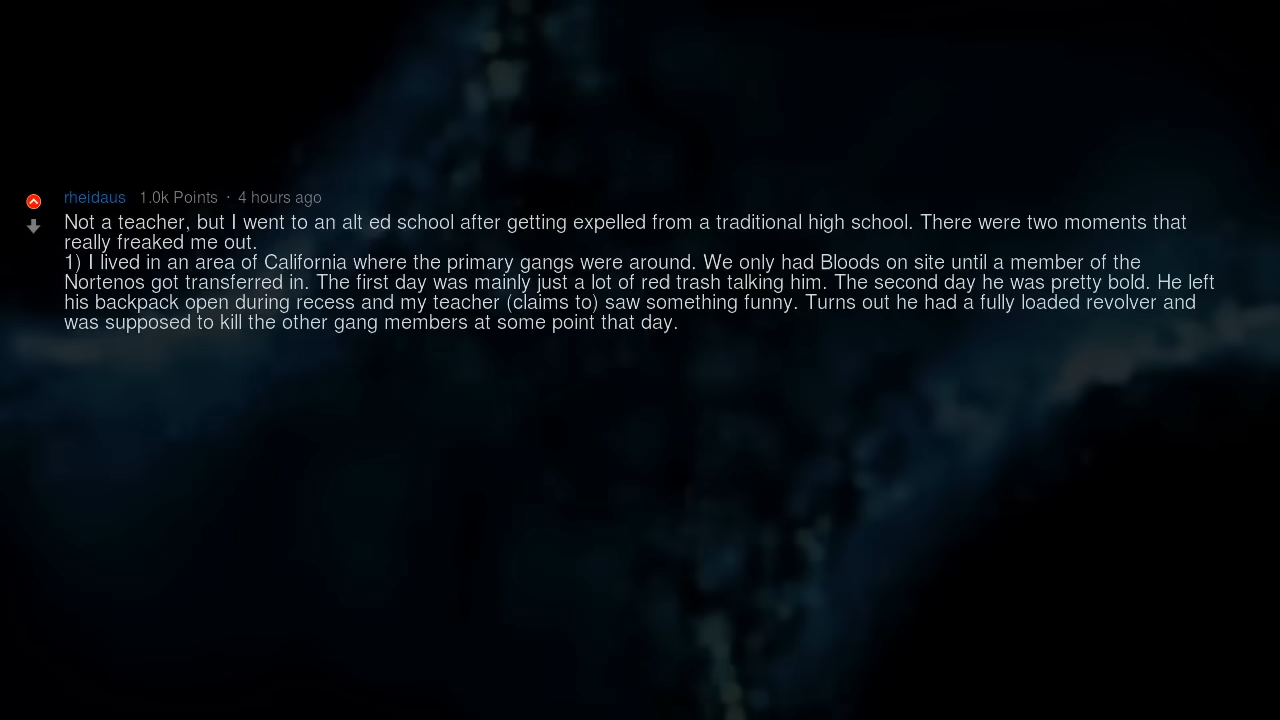 rheidaus 1.0k Points · 4 hours ago
Not a teacher, but I went to an alt ed school after getting expelled from a traditional high school. There were two moments that
really freaked me out.
1) I lived in an area of California where the primary gangs were around. We only had Bloods on site until a member of the
Nortenos got transferred in. The first day was mainly just a lot of red trash talking him. The second day he was pretty bold. He left
his backpack open during recess and my teacher (claims to) saw something funny. Turns out he had a fully loaded revolver and
was supposed to kill the other gang members at some point that day.